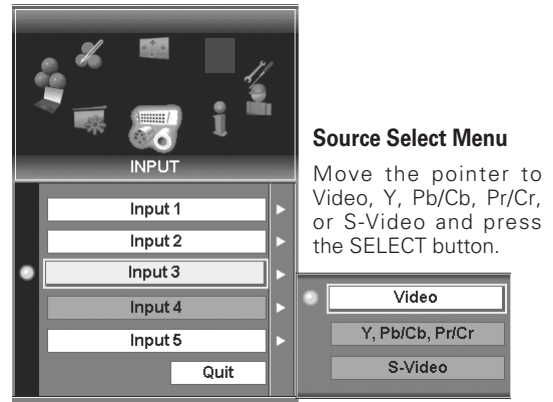 INPUT
Input 1
Input 2
Input 3
Input 4
Input 5
Quit
Source Select Menu
Move the pointer to
Video, Y, Pb/Cb, Pr/Cr,
or S-Video and press
the SELECT button.
Video
Y, Pb/Cb, Pr/Cr
S-Video